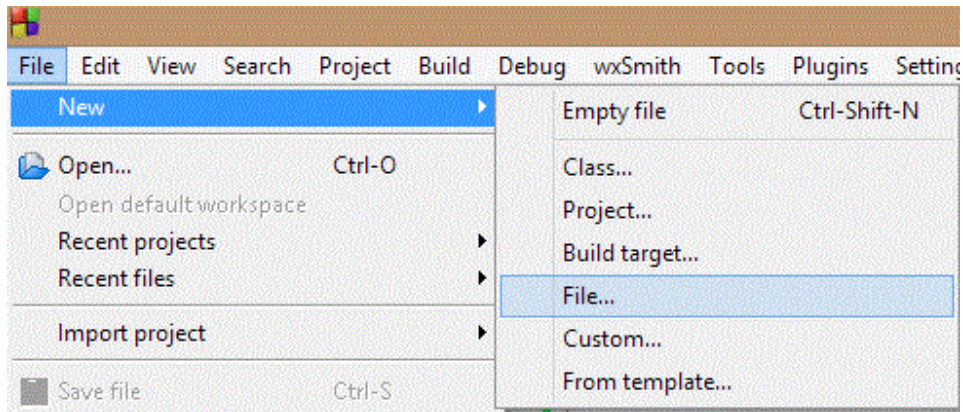 File Edit View Search Project Build Debug wxSmith Tools Plugins Setting
New
Open... Ctrl-O
Open default workspace
Recent projects
Recent files
Import project
Save file Ctrl-S
Empty file Ctrl-Shift-N
Class...
Project...
Build target...
File...
Custom...
From template...